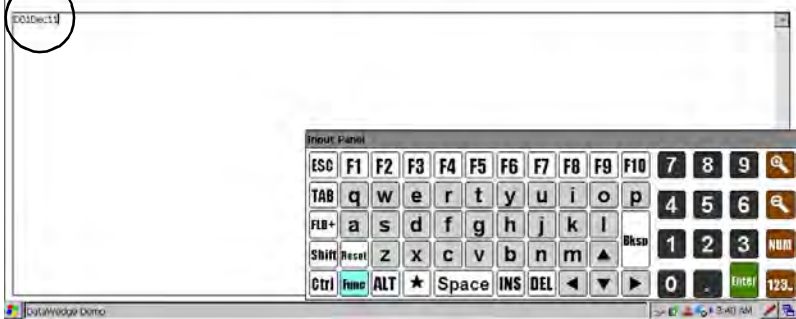 D01Dec11
Input Panel
ESC F1 F2 F3 F4 F5 F6 F7 F8 F9 F10 7 8 9
TAB q w e r t y u i o p 4 5 6
FLB+ a s d f g h j k l Bksp 1 2 3 NUM
Shift Reset z x c v b n m
Ctrl Func ALT Space INS DEL 0 . Enter 123..
DataWedge Demo 3:40 AM